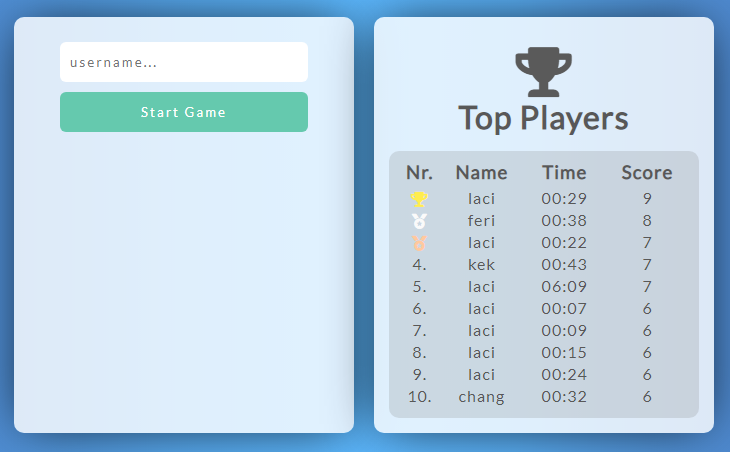 username...
Start Game
Top Players
Nr. Name Time Score
laci 00:29 9
feri 00:38 8
laci 00:22 7
4. kek 00:43 7
5. laci 06:09 7
6. laci 00:07 6
7. laci 00:09 6
8. laci 00:15 6
9. laci 00:24 6
10. chang 00:32 6